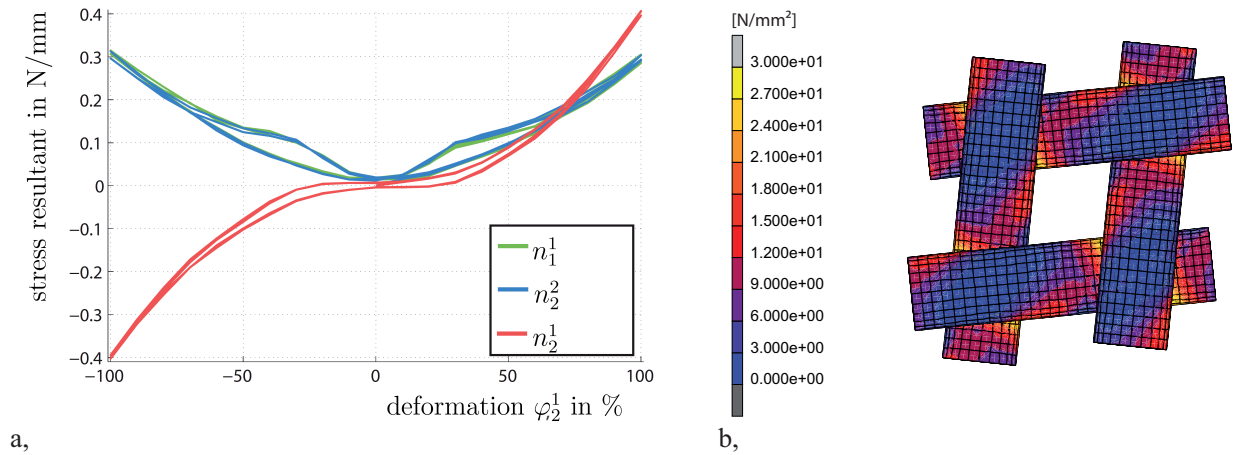 stress resultant in N/mm
0.4
0.3
0.2
0.1
0
−0.1
−0.2
−0.3
−0.4
−100
−50
0
50
100
n¹₁
n²₂
n¹₂
deformation φ¹₂ in %
a,
[N/mm²]
3.000e+01
2.700e+01
2.400e+01
2.100e+01
1.800e+01
1.500e+01
1.200e+01
9.000e+00
6.000e+00
3.000e+00
0.000e+00
b,